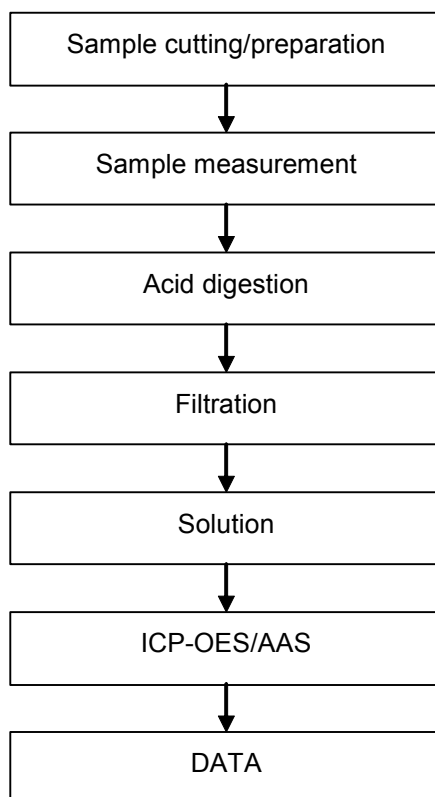 Sample cutting/preparation
Sample measurement
Acid digestion
Filtration
Solution
ICP-OES/AAS
DATA